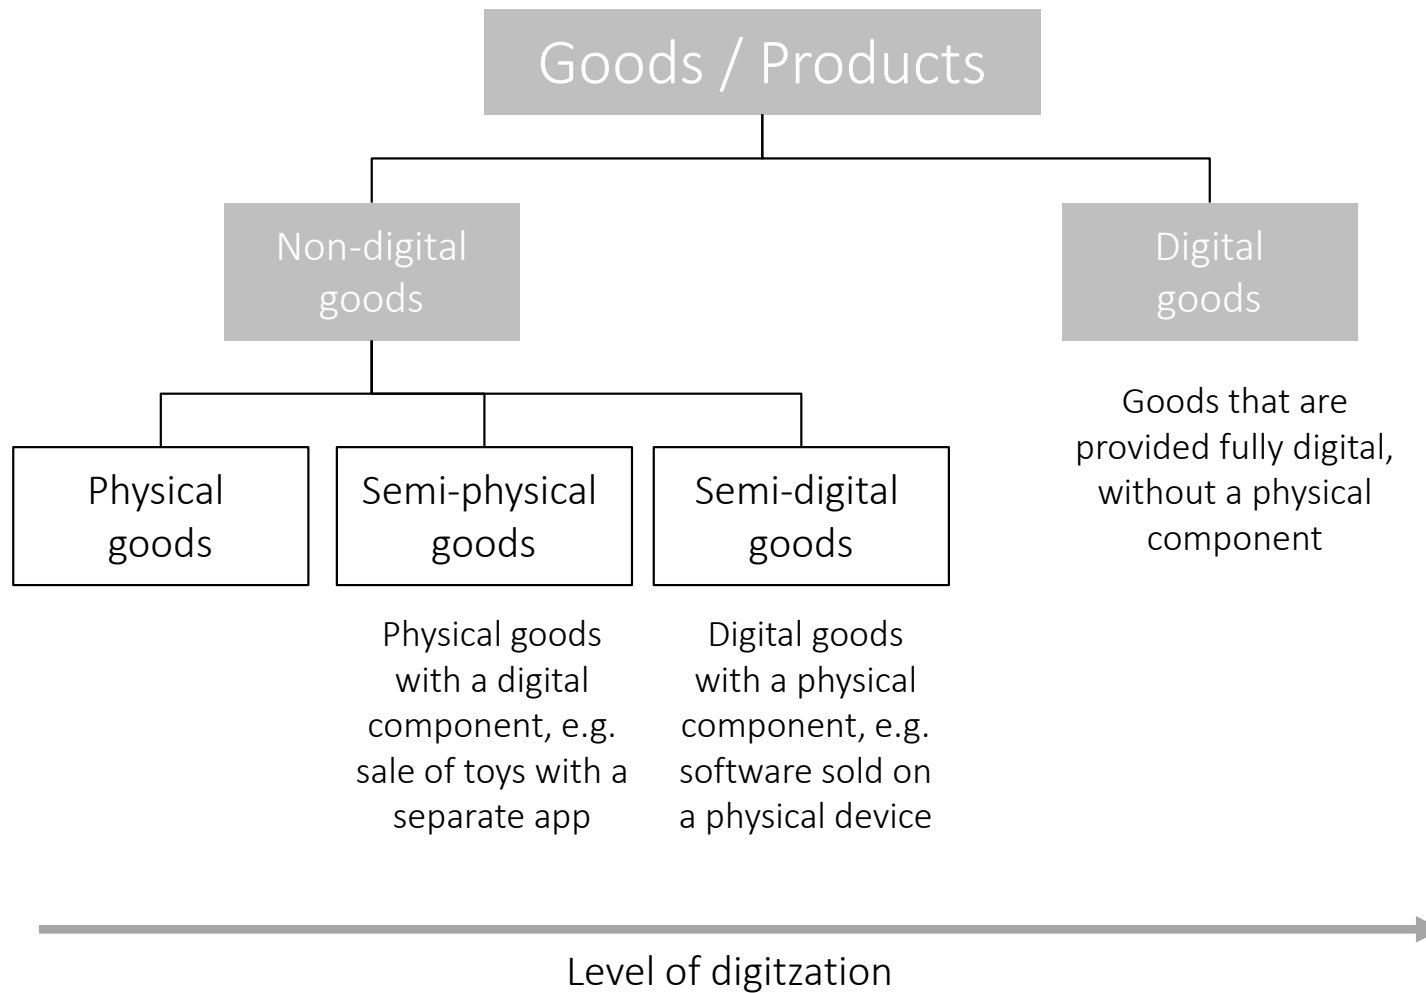 Goods / Products
Non-digital
goods
Digital
goods
Physical
goods
Semi-physical
goods
Semi-digital
goods
Goods that are
provided fully digital,
without a physical
component
Physical goods
with a digital
component, e.g.
sale of toys with a
separate app
Digital goods
with a physical
component, e.g.
software sold on
a physical device
Level of digitzation